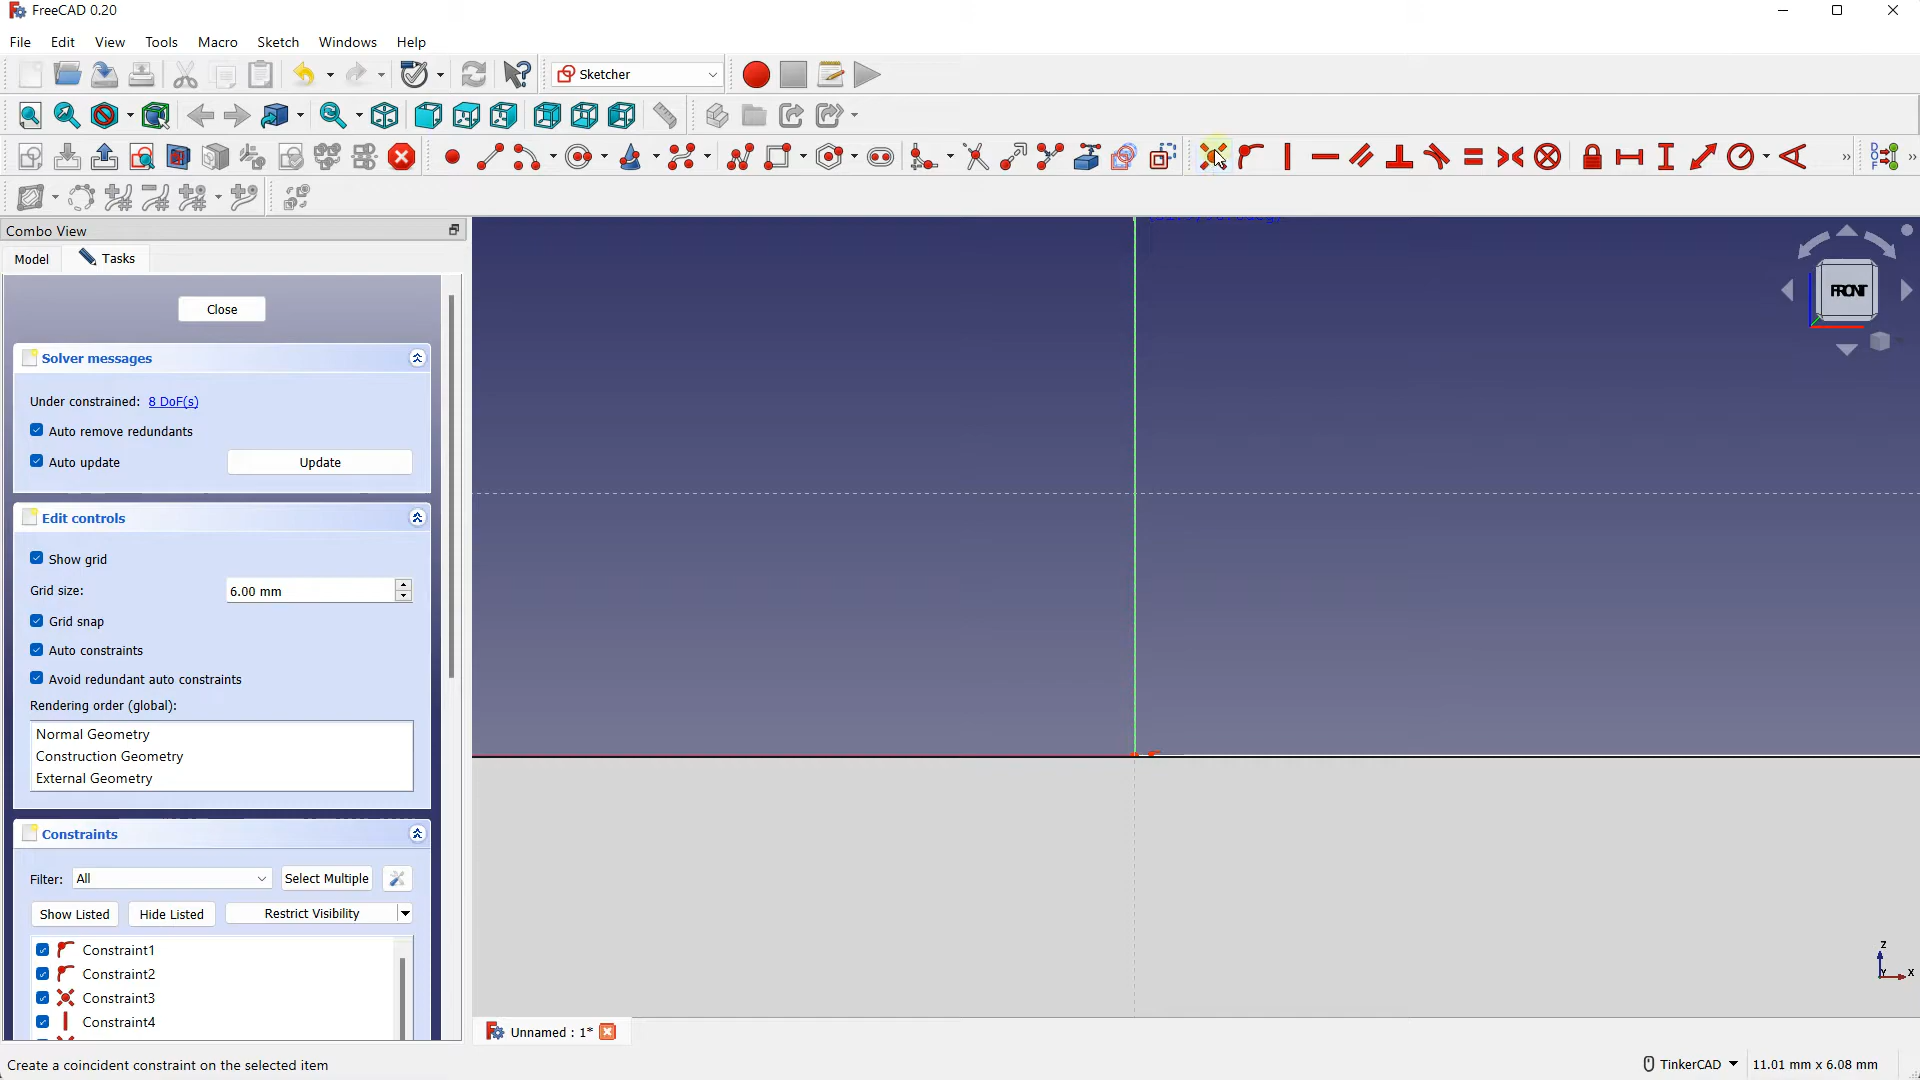 FreeCAD 0.20
File Edit View Tools Macro Sketch Windows Help
Sketcher
Combo View
Model Tasks
Close
Solver messages
Under constrained: 8 DoF(s)
Auto remove redundants
Auto update Update
Edit controls
Show grid
Grid size: 6.00 mm
Grid snap
Auto constraints
Avoid redundant auto constraints
Rendering order (global):
Normal Geometry
Construction Geometry
External Geometry
Constraints
Filter: All Select Multiple
Show Listed Hide Listed Restrict Visibility
Constraint1
Constraint2
Constraint3
Constraint4
FRONT
Z
Y X
Unnamed : 1*
Create a coincident constraint on the selected item
TinkerCAD 11.01 mm x 6.08 mm